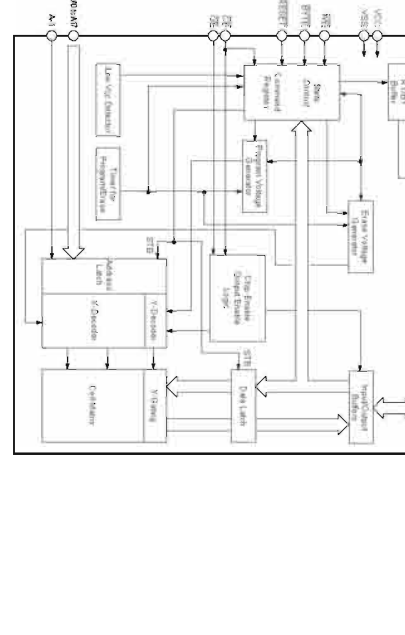 VCC
VSS
WE
BYTE
RESET
CE
OE
A-1
Buffer
State
Control
Command
Register
Low Vcc Detector
Timer for
Program/Erase
Program Voltage
Generator
Erase Voltage
Generator
STB
Address
Latch
Y-Decoder
X-Decoder
Chip Enable
Output Enable
Logic
STB
Data Latch
Input/Output
Buffers
Y-Gating
Cell Matrix